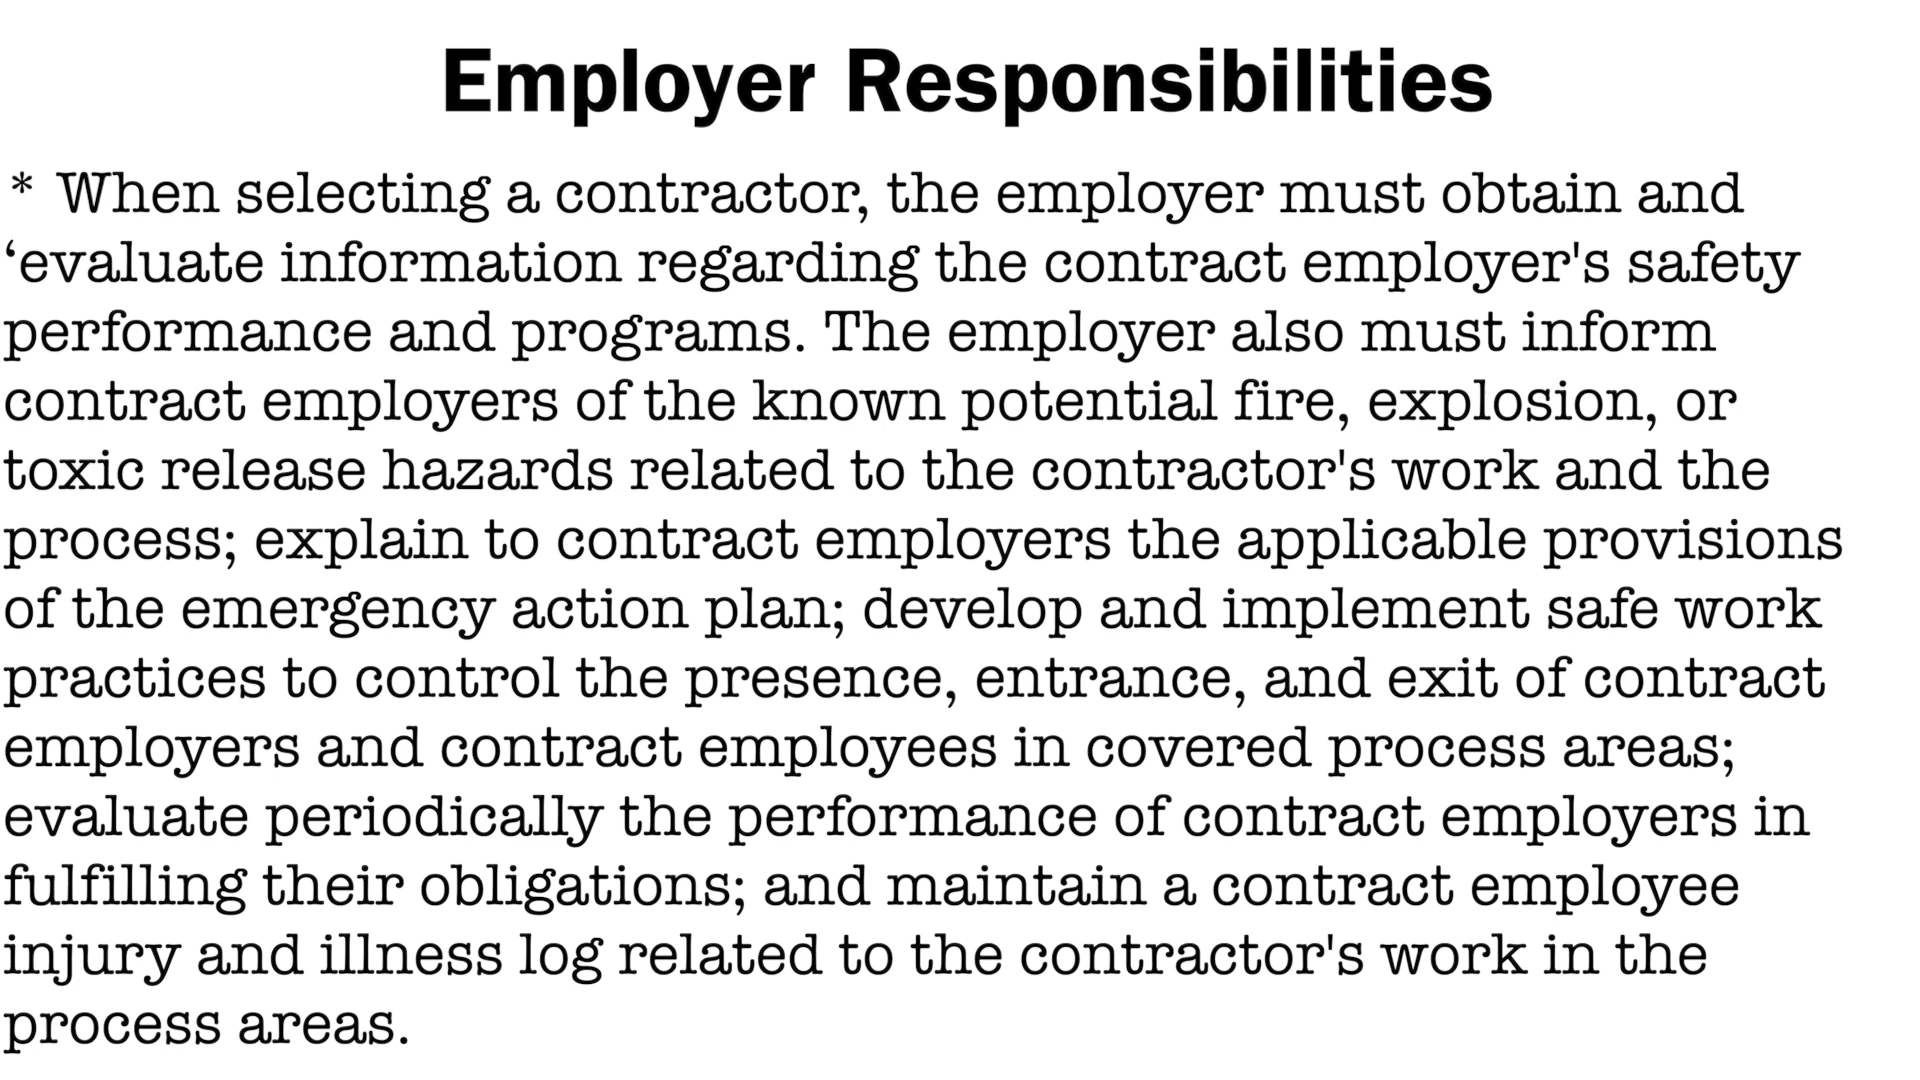 Employer Responsibilities
* When selecting a contractor, the employer must obtain and
‘evaluate information regarding the contract employer's safety
performance and programs. The employer also must inform
contract employers of the known potential fire, explosion, or
toxic release hazards related to the contractor's work and the
process; explain to contract employers the applicable provisions
of the emergency action plan; develop and implement safe work
practices to control the presence, entrance, and exit of contract
employers and contract employees in covered process areas;
evaluate periodically the performance of contract employers in
fulfilling their obligations; and maintain a contract employee
injury and illness log related to the contractor's work in the
process areas.